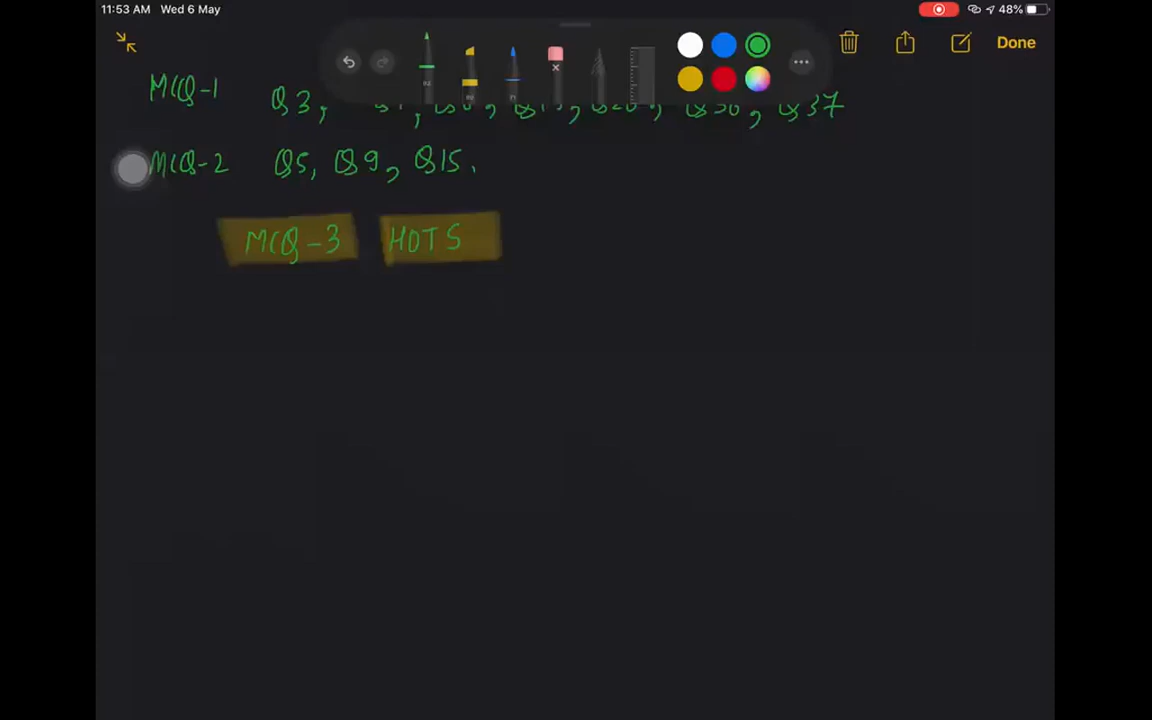 11:53 AM Wed 6 May 48%
Done
MCQ-1 Q3, Q36, Q37
MCQ-2 Q5, Q9, Q15.
MCQ-3 HOTS